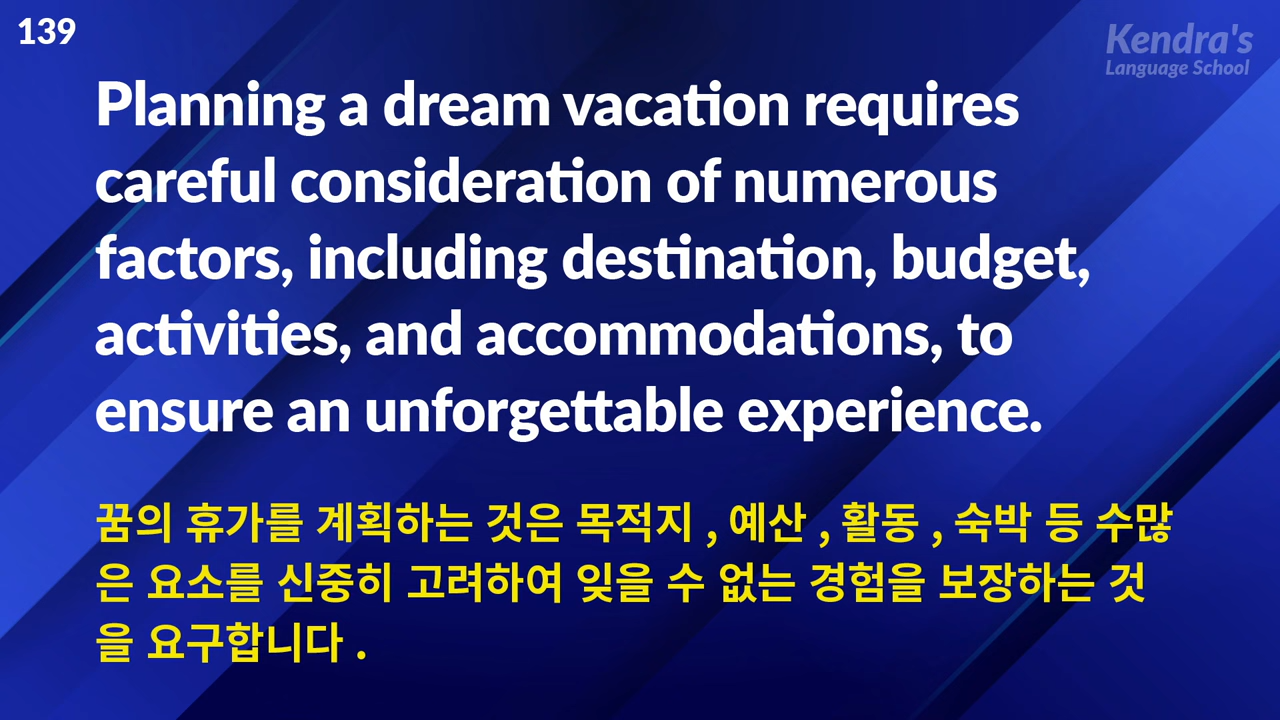 139
Kendra's
Language School
Planning a dream vacation requires
careful consideration of numerous
factors, including destination, budget,
activities, and accommodations, to
ensure an unforgettable experience.
꿈의 휴가를 계획하는 것은 목적지 , 예산 , 활동 , 숙박 등 수많
은 요소를 신중히 고려하여 잊을 수 없는 경험을 보장하는 것
을 요구합니다 .